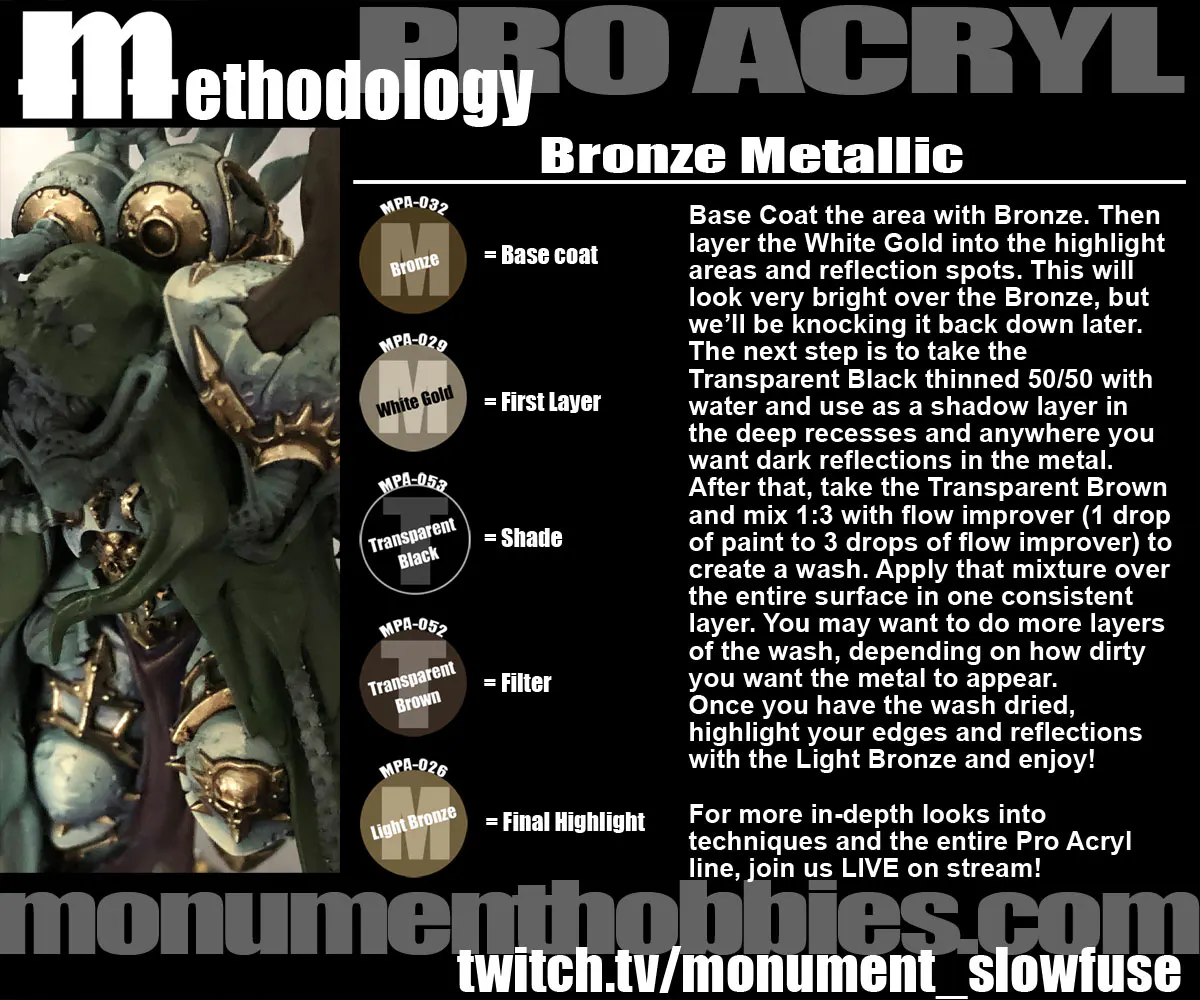 PRO ACRYL
Methodology
Bronze Metallic
MPA-032
M
Bronze
= Base coat
MPA-029
M
White Gold
= First Layer
MPA-053
T
Transparent
Black
= Shade
MPA-052
T
Transparent
Brown
= Filter
MPA-026
M
Light Bronze
= Final Highlight
Base Coat the area with Bronze. Then
layer the White Gold into the highlight
areas and reflection spots. This will
look very bright over the Bronze, but
we’ll be knocking it back down later.
The next step is to take the
Transparent Black thinned 50/50 with
water and use as a shadow layer in
the deep recesses and anywhere you
want dark reflections in the metal.
After that, take the Transparent Brown
and mix 1:3 with flow improver (1 drop
of paint to 3 drops of flow improver) to
create a wash. Apply that mixture over
the entire surface in one consistent
layer. You may want to do more layers
of the wash, depending on how dirty
you want the metal to appear.
Once you have the wash dried,
highlight your edges and reflections
with the Light Bronze and enjoy!
For more in-depth looks into
techniques and the entire Pro Acryl
line, join us LIVE on stream!
monumenthobbies.com
twitch.tv/monument_slowfuse